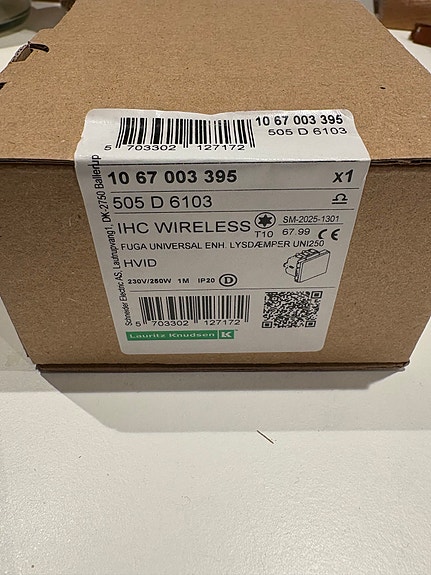 10 67 003 395
505 D 6103
5 703302 127172
10 67 003 395 x1
505 D 6103
IHC WIRELESS T10 SM-2025-1301
67.99 CE
FUGA UNIVERSAL ENH. LYSDÆMPER UNI250
HVID
230V/250W 1M IP20 D
5 703302 127172
Lauritz Knudsen LK
Schneider Electric AS, Lautrupvang1, DK-2750 Ballerup